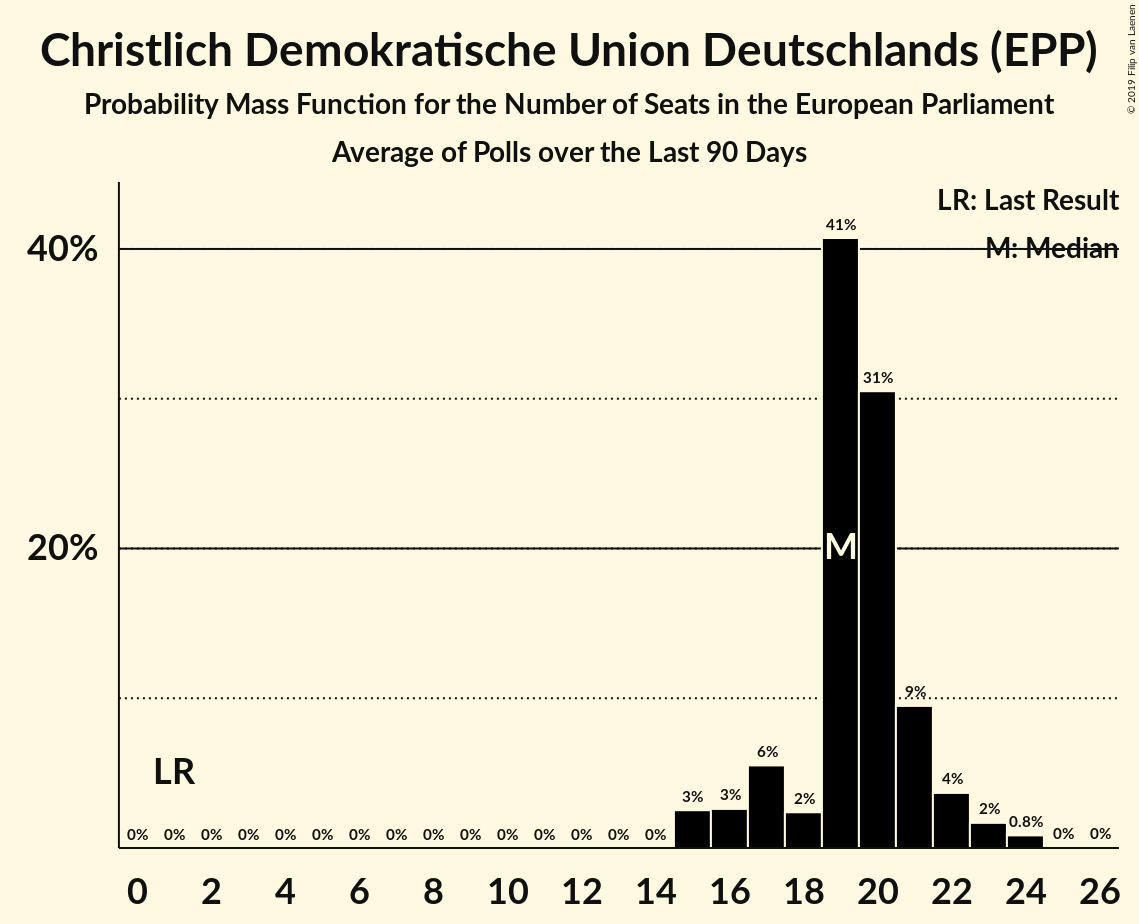 Christlich Demokratische Union Deutschlands (EPP)
Probability Mass Function for the Number of Seats in the European Parliament
Average of Polls over the Last 90 Days
© 2019 Filip van Laenen
LR: Last Result
M: Median
40%
20%
41%
31%
M
9%
LR
6%
4%
0% 0% 0% 0% 0% 0% 0% 0% 0% 0% 0% 0% 0% 0% 0% 3% 3% 2% 2% 0.8% 0% 0%
0 2 4 6 8 10 12 14 16 18 20 22 24 26